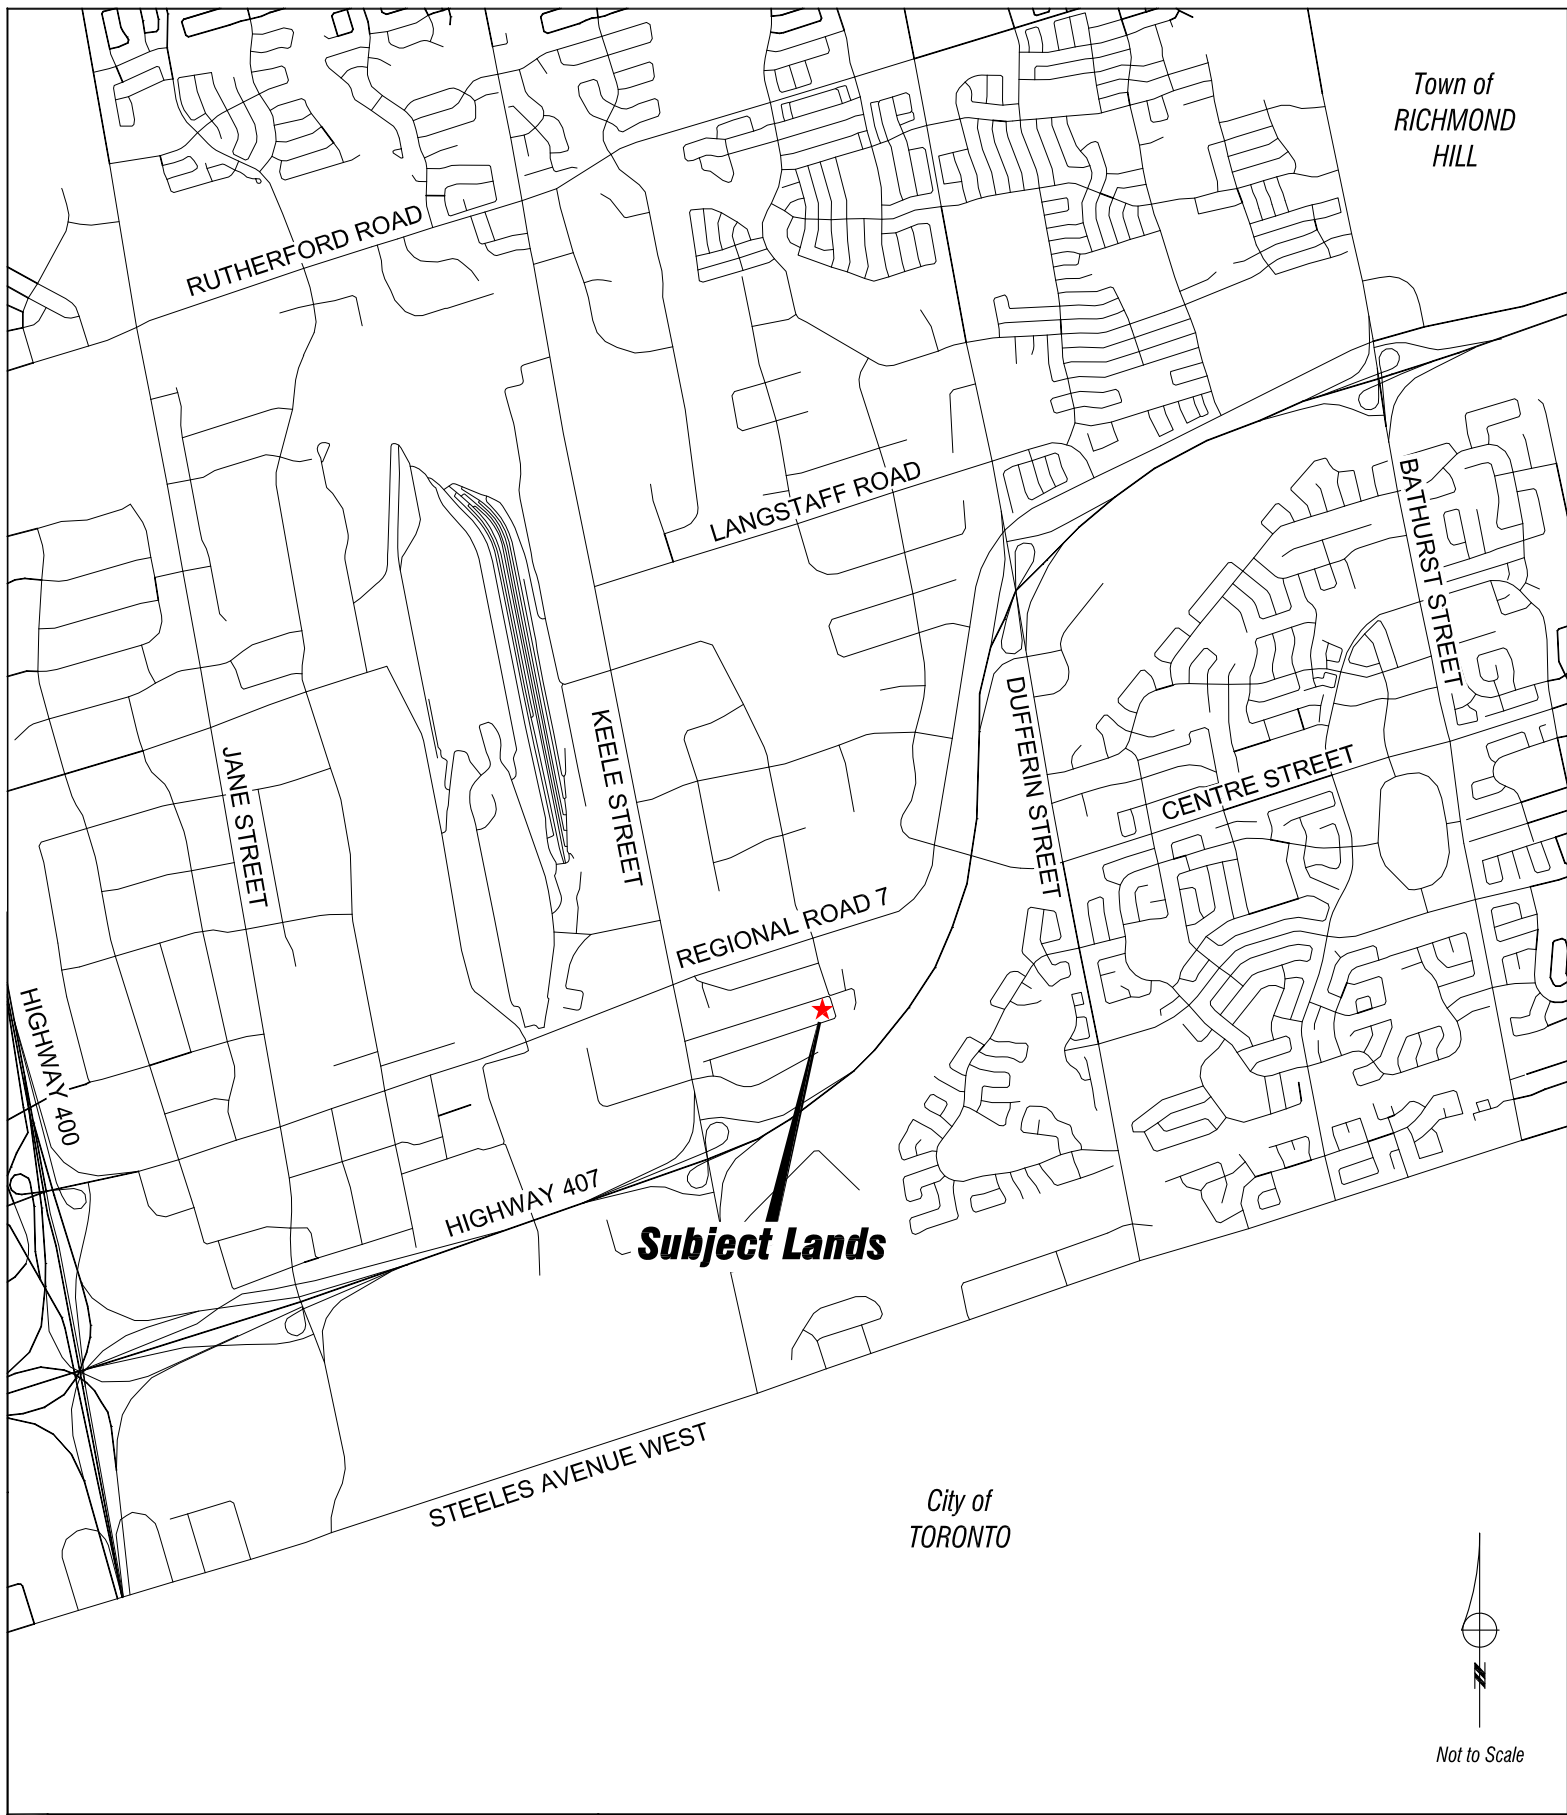 Town of
RICHMOND
HILL
RUTHERFORD ROAD
LANGSTAFF ROAD
BATHURST STREET
DUFFERIN STREET
KEELE STREET
JANE STREET
CENTRE STREET
REGIONAL ROAD 7
HIGHWAY 400
HIGHWAY 407
Subject Lands
STEELES AVENUE WEST
City of
TORONTO
N
Not to Scale